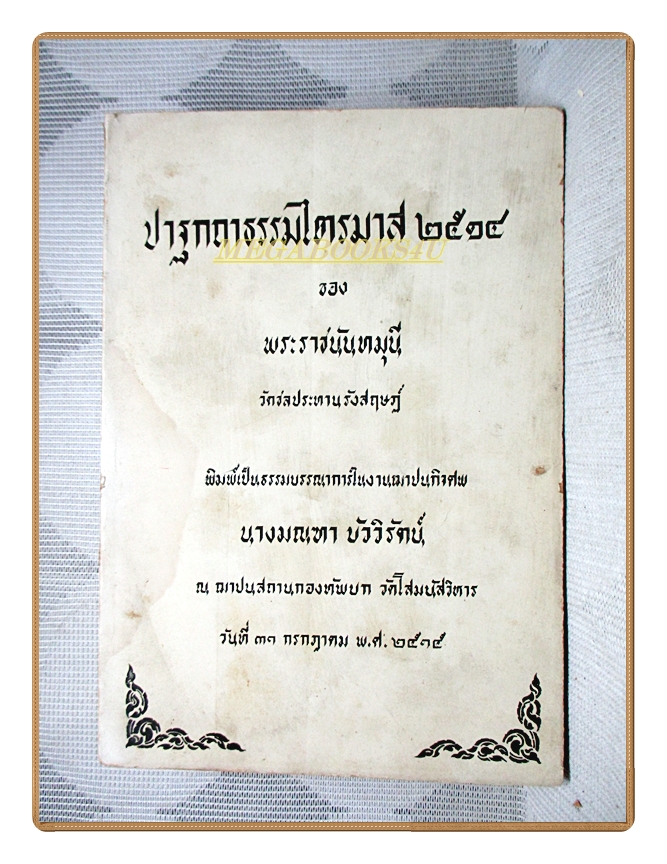 ปาฐกถาธรรมไตรมาส ๒๕๑๔
MEGABOOKS4U
ของ
พระราชนันทมุนี
วัดชลประทานรังสฤษฎ์
พิมพ์เป็นธรรมบรรณาการในงานฌาปนกิจศพ
นางมณฑา บัววิรัตน์
ณ ฌาปนสถานกองทัพบก วัดโสมนัสวิหาร
วันที่ ๓๑ กรกฎาคม พ.ศ. ๒๕๑๕